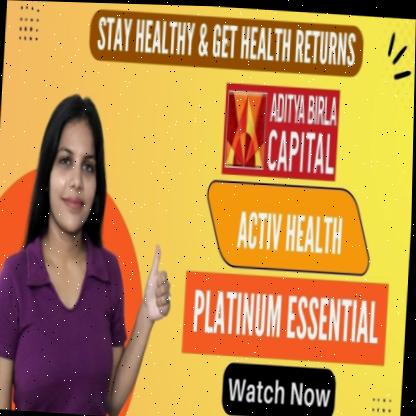 STAY HEALTHY & GET HEALTH RETURNS
ADITYA BIRLA
CAPITAL
ACTIV HEALTH
PLATINUM ESSENTIAL
Watch Now